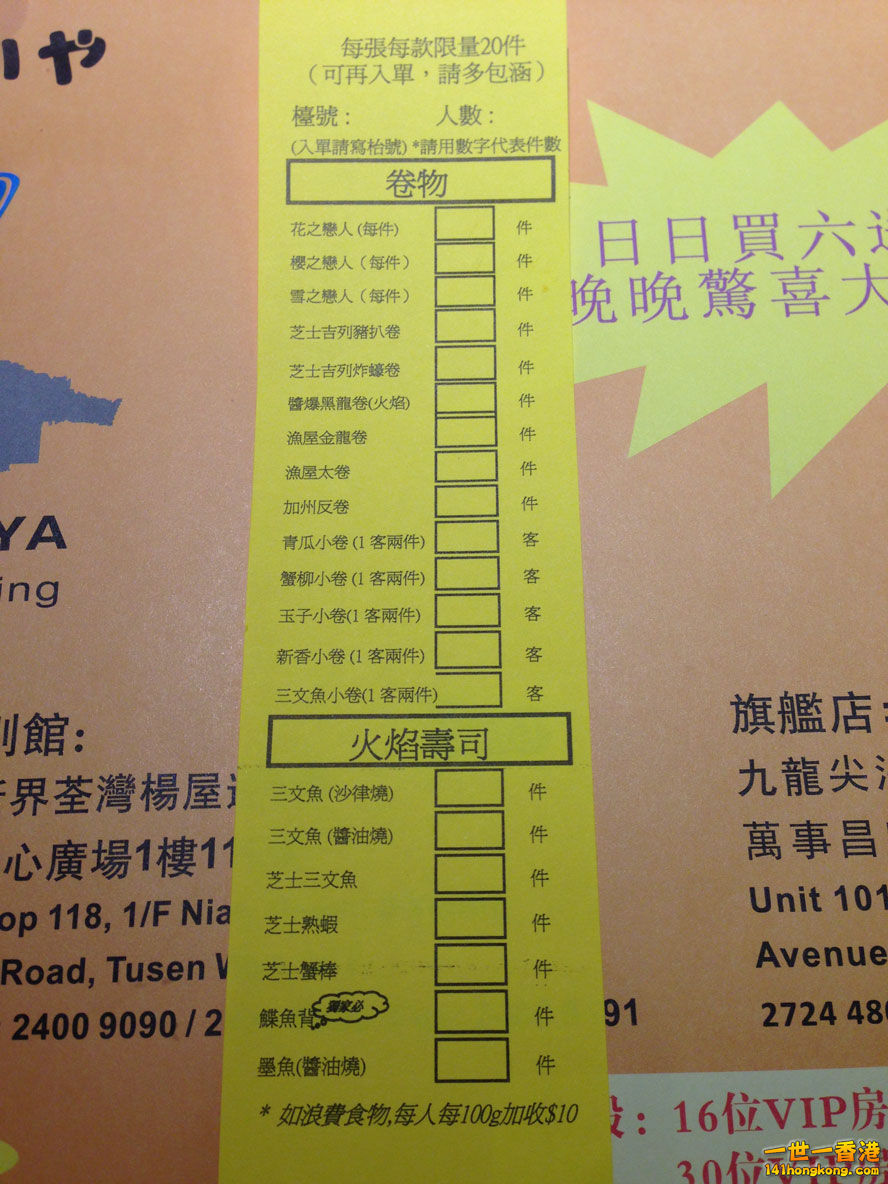 や
每張每款限量20件
（可再入單，請多包涵）
檯號： 人數：
(入單請寫枱號) *請用數字代表件數
卷物
花之戀人 (每件) 件
櫻之戀人（每件） 件
雪之戀人（每件） 件
芝士吉列豬扒卷 件
芝士吉列炸蠔卷 件
醬爆黑龍卷(火焰) 件
漁屋金龍卷 件
漁屋太卷 件
加州反卷 件
青瓜小卷 (1 客兩件) 客
蟹柳小卷 (1 客兩件) 客
玉子小卷(1 客兩件) 客
新香小卷 (1 客兩件) 客
三文魚小卷(1 客兩件) 客
火焰壽司
三文魚 (沙律燒) 件
三文魚 (醬油燒) 件
芝士三文魚 件
芝士熟蝦 件
芝士蟹棒 件
鰈魚背 獨家必 件
墨魚(醬油燒) 件
* 如浪費食物,每人每100g加收$10
日日買六
晚晚驚喜大
YA
ing
館:
界荃灣楊屋
心廣場1樓11
op 118, 1/F Nia
Road, Tusen W
2400 9090 / 2
91
旗艦店:
九龍尖
萬事昌
Unit 101
Avenue
2724 48
: 16位VIP房
30位VIP房
一世一香港
141hongkong.com